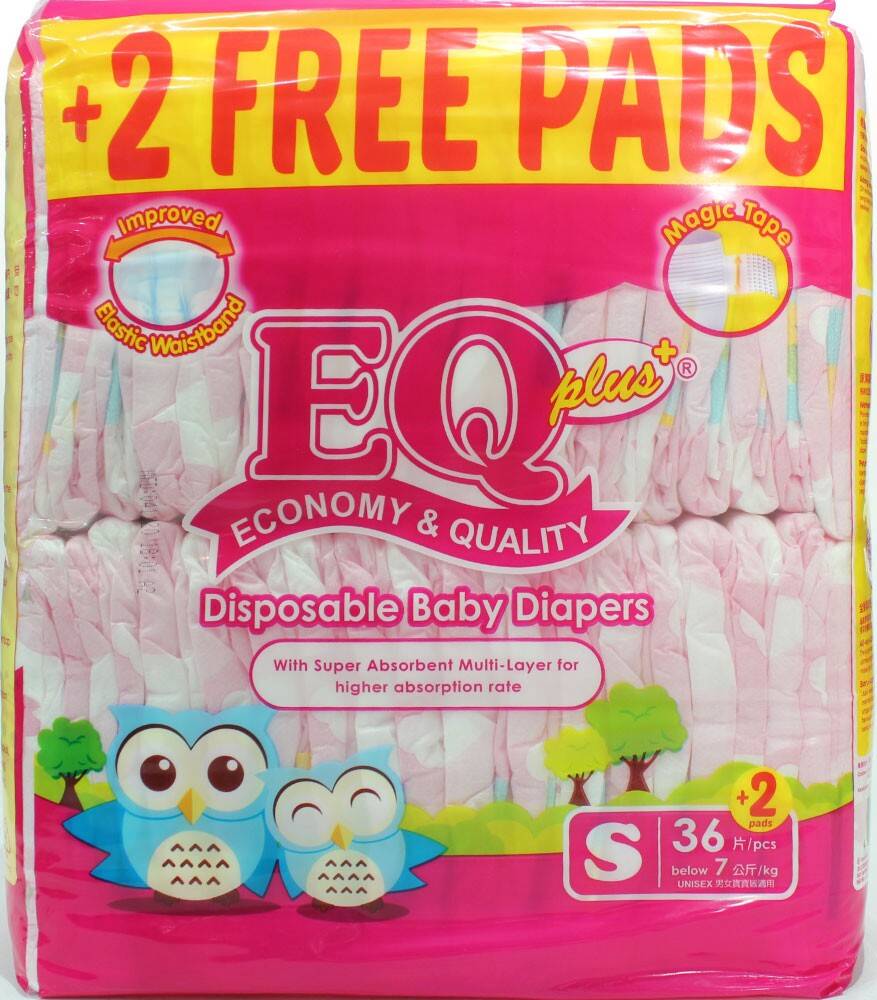 +2 FREE PADS
Improved
Elastic Waistband
Magic Tape
EQ
plus+®
ECONOMY & QUALITY
Disposable Baby Diapers
With Super Absorbent Multi-Layer for
higher absorption rate
+2
pads
S
36 片/pcs
below 7 公斤/kg
UNISEX 男女寶寶適用